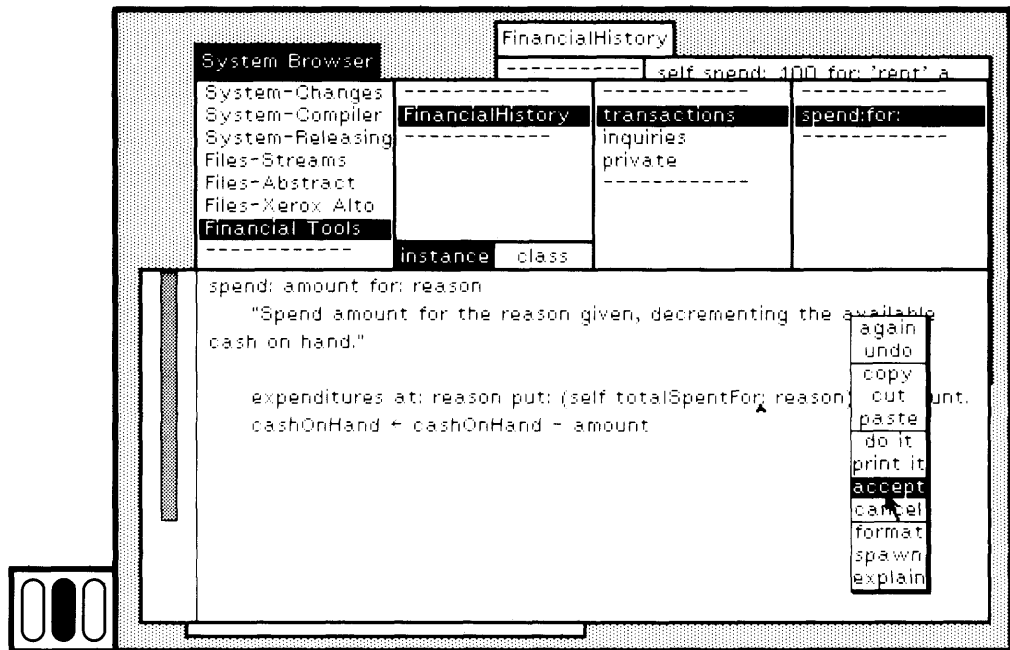 FinancialHistory
System Browser
------------ self spend: 100 for: 'rent' a
System-Changes
System-Compiler
System-Releasing
Files-Streams
Files-Abstract
Files-Xerox Alto
Financial Tools
------------
------------
FinancialHistory
------------
instance class
------------
transactions
inquiries
private
------------
------------
spend:for:
------------
spend: amount for: reason
"Spend amount for the reason given, decrementing the available
cash on hand."
expenditures at: reason put: (self totalSpentFor: reason) unt.
cashOnHand ← cashOnHand - amount
again
undo
copy
cut
paste
do it
print it
accept
cancel
format
spawn
explain